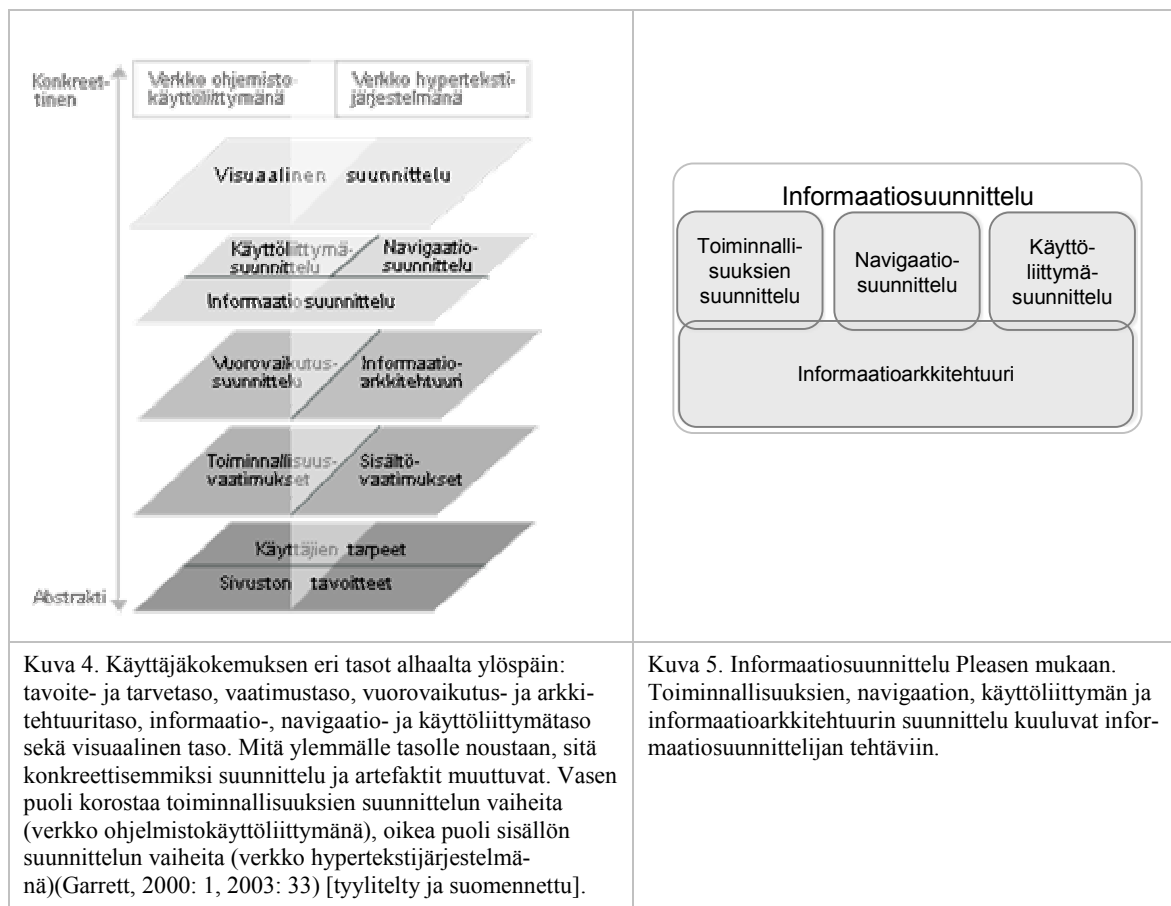 Konkreet-
tinen
Verkko ohjemisto-
käyttöliittymänä
Verkko hyperteksti-
järjestelmänä
Visuaalinen suunnittelu
Käyttöliittymä-
suunnittelu
Navigaatio-
suunnittelu
Informaatiosuunnittelu
Vuorovaikutus-
suunnittelu
Informaatio-
arkkitehtuuri
Toiminnallisuus-
vaatimukset
Sisältö-
vaatimukset
Käyttäjien tarpeet
Sivuston tavoitteet
Abstrakti
Informaatiosuunnittelu
Toiminnalli-
suuksien
suunnittelu
Navigaatio-
suunnittelu
Käyttö-
liittymä-
suunnittelu
Informaatioarkkitehtuuri
Kuva 4. Käyttäjäkokemuksen eri tasot alhaalta ylöspäin:
tavoite- ja tarvetaso, vaatimustaso, vuorovaikutus- ja arkki-
tehtuuritaso, informaatio-, navigaatio- ja käyttöliittymätaso
sekä visuaalinen taso. Mitä ylemmälle tasolle noustaan, sitä
konkreettisemmiksi suunnittelu ja artefaktit muuttuvat. Vasen
puoli korostaa toiminnallisuuksien suunnittelun vaiheita
(verkko ohjelmistokäyttöliittymänä), oikea puoli sisällön
suunnittelun vaiheita (verkko hypertekstijärjestelmä-
nä)(Garrett, 2000: 1, 2003: 33) [tyylitelty ja suomennettu].
Kuva 5. Informaatiosuunnittelu Pleasen mukaan.
Toiminnallisuuksien, navigaation, käyttöliittymän ja
informaatioarkkitehtuurin suunnittelu kuuluvat infor-
maatiosuunnittelijan tehtäviin.